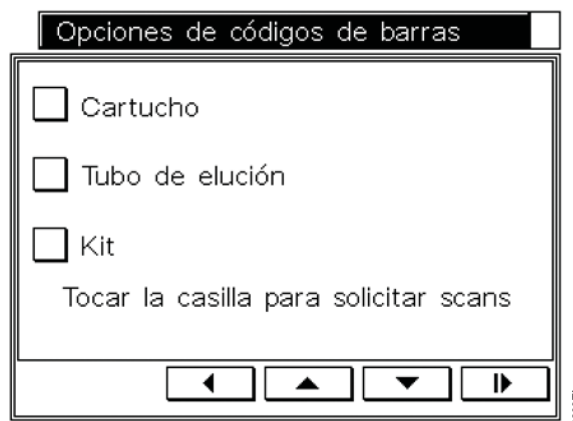 Opciones de códigos de barras
Cartucho
Tubo de elución
Kit
Tocar la casilla para solicitar scans